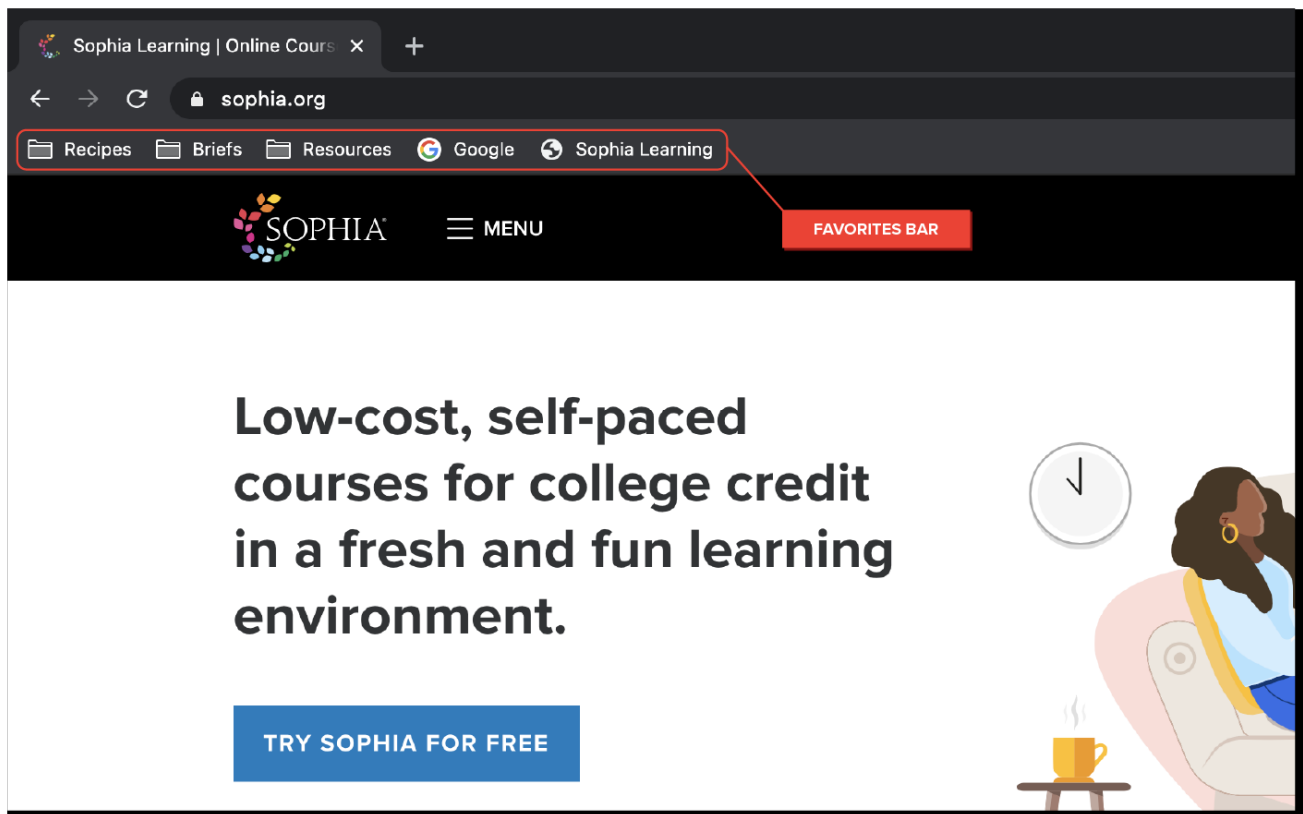 Sophia Learning | Online Cours
sophia.org
Recipes Briefs Resources Google Sophia Learning
SOPHIA MENU FAVORITES BAR
Low-cost, self-paced
courses for college credit
in a fresh and fun learning
environment.
TRY SOPHIA FOR FREE